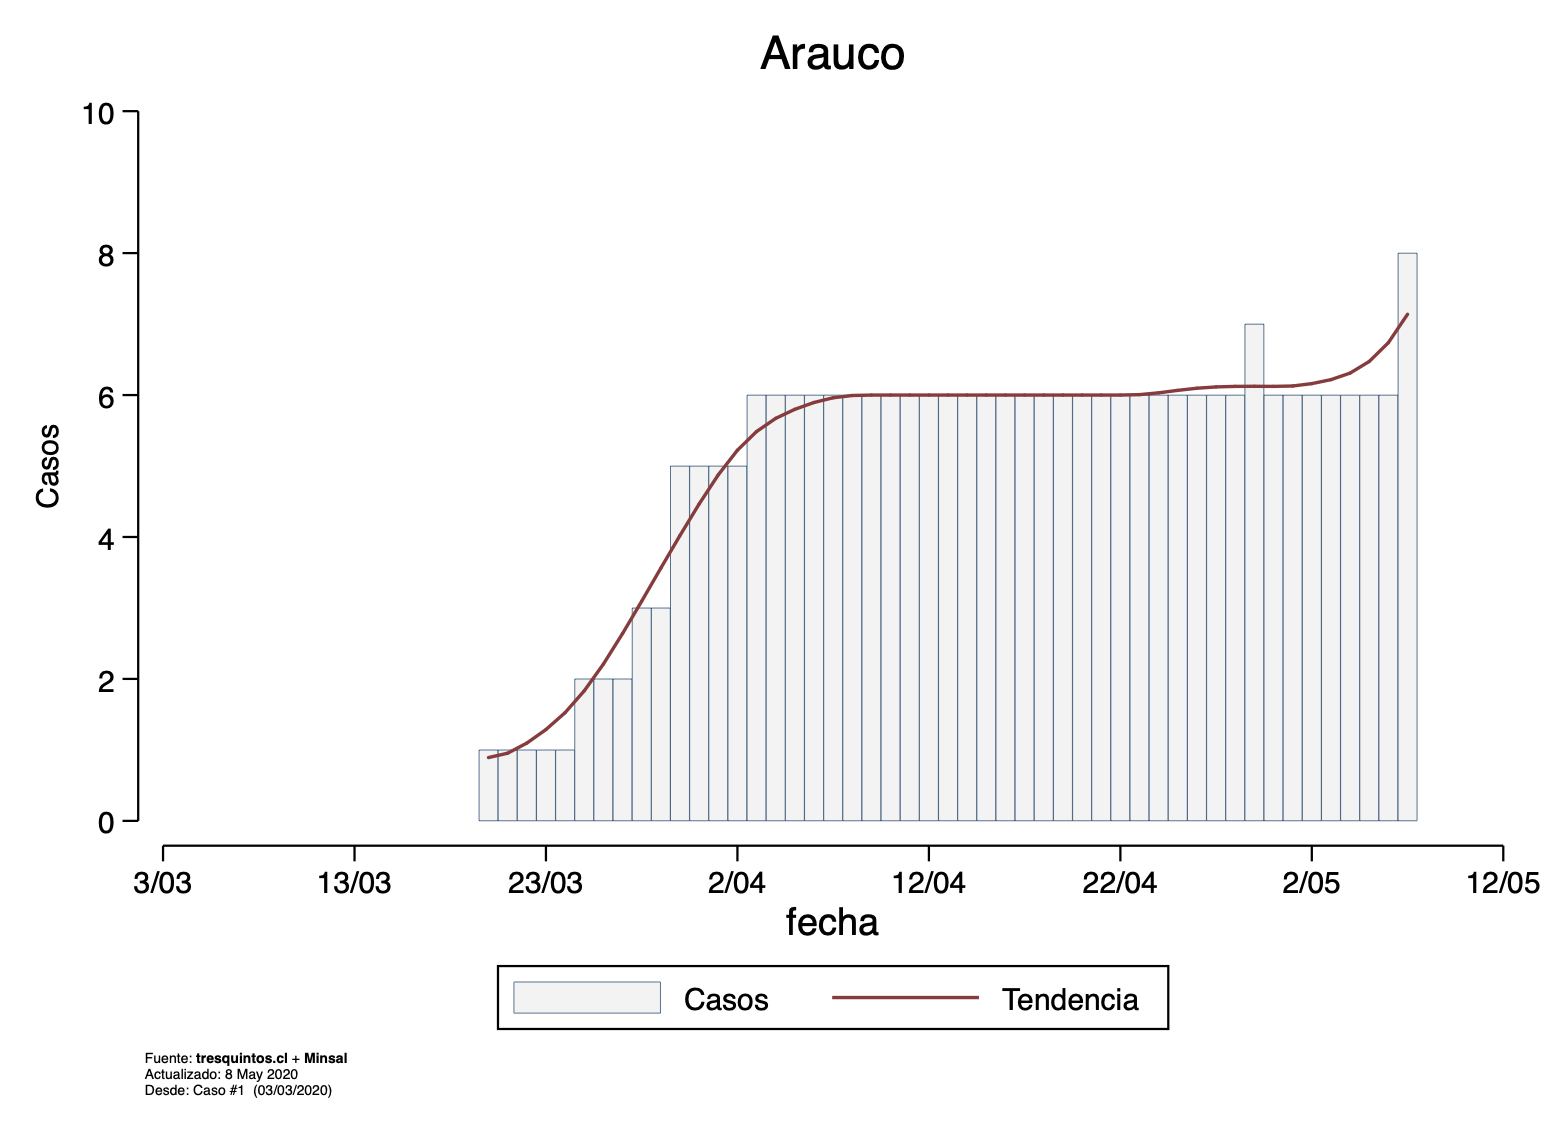 Arauco
10
8
6
4
2
0
Casos
3/03 13/03 23/03 2/04 12/04 22/04 2/05 12/05
fecha
Casos Tendencia
Fuente: tresquintos.cl + Minsal
Actualizado: 8 May 2020
Desde: Caso #1 (03/03/2020)